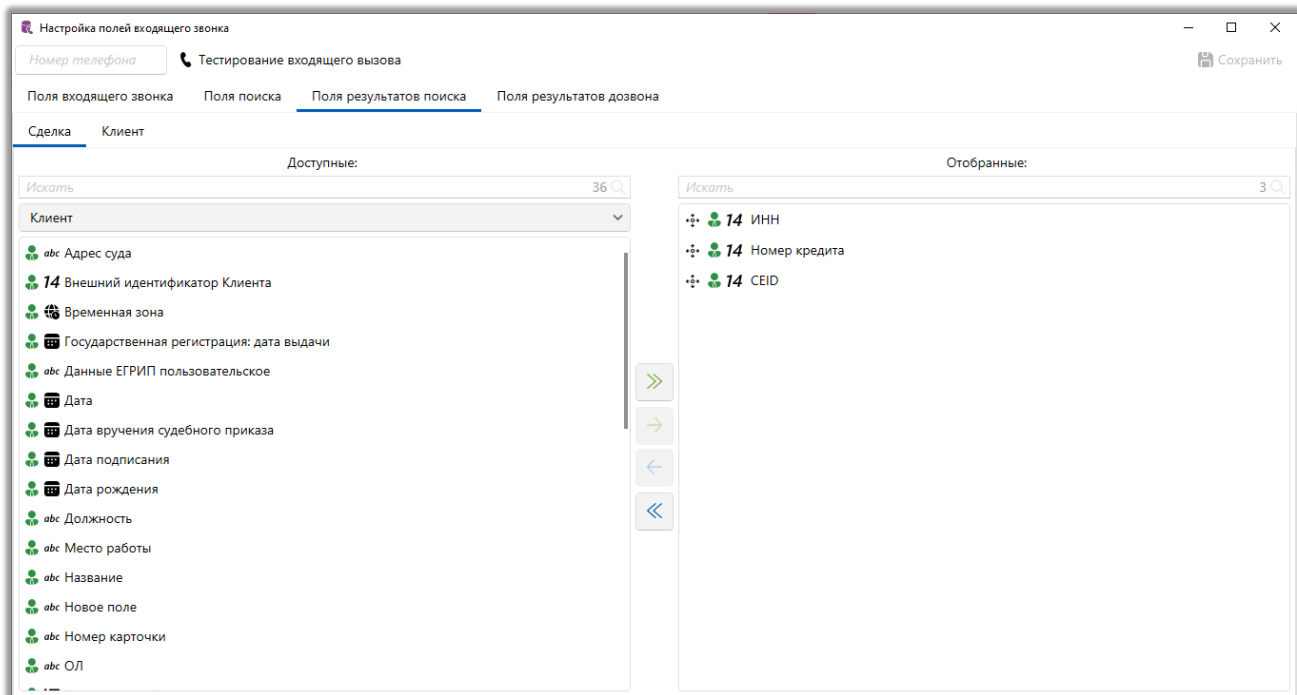 Настройка полей входящего звонка
Номер телефона Тестирование входящего вызова Сохранить
Поля входящего звонка Поля поиска Поля результатов поиска Поля результатов дозвона
Сделка Клиент
Доступные:
Искать 36
Клиент
abc Адрес суда
14 Внешний идентификатор Клиента
Временная зона
Государственная регистрация: дата выдачи
abc Данные ЕГРИП пользовательское
Дата
Дата вручения судебного приказа
Дата подписания
Дата рождения
abc Должность
abc Место работы
abc Название
abc Новое поле
abc Номер карточки
abc ОЛ
Отобранные:
Искать 3
14 ИНН
14 Номер кредита
14 CEID